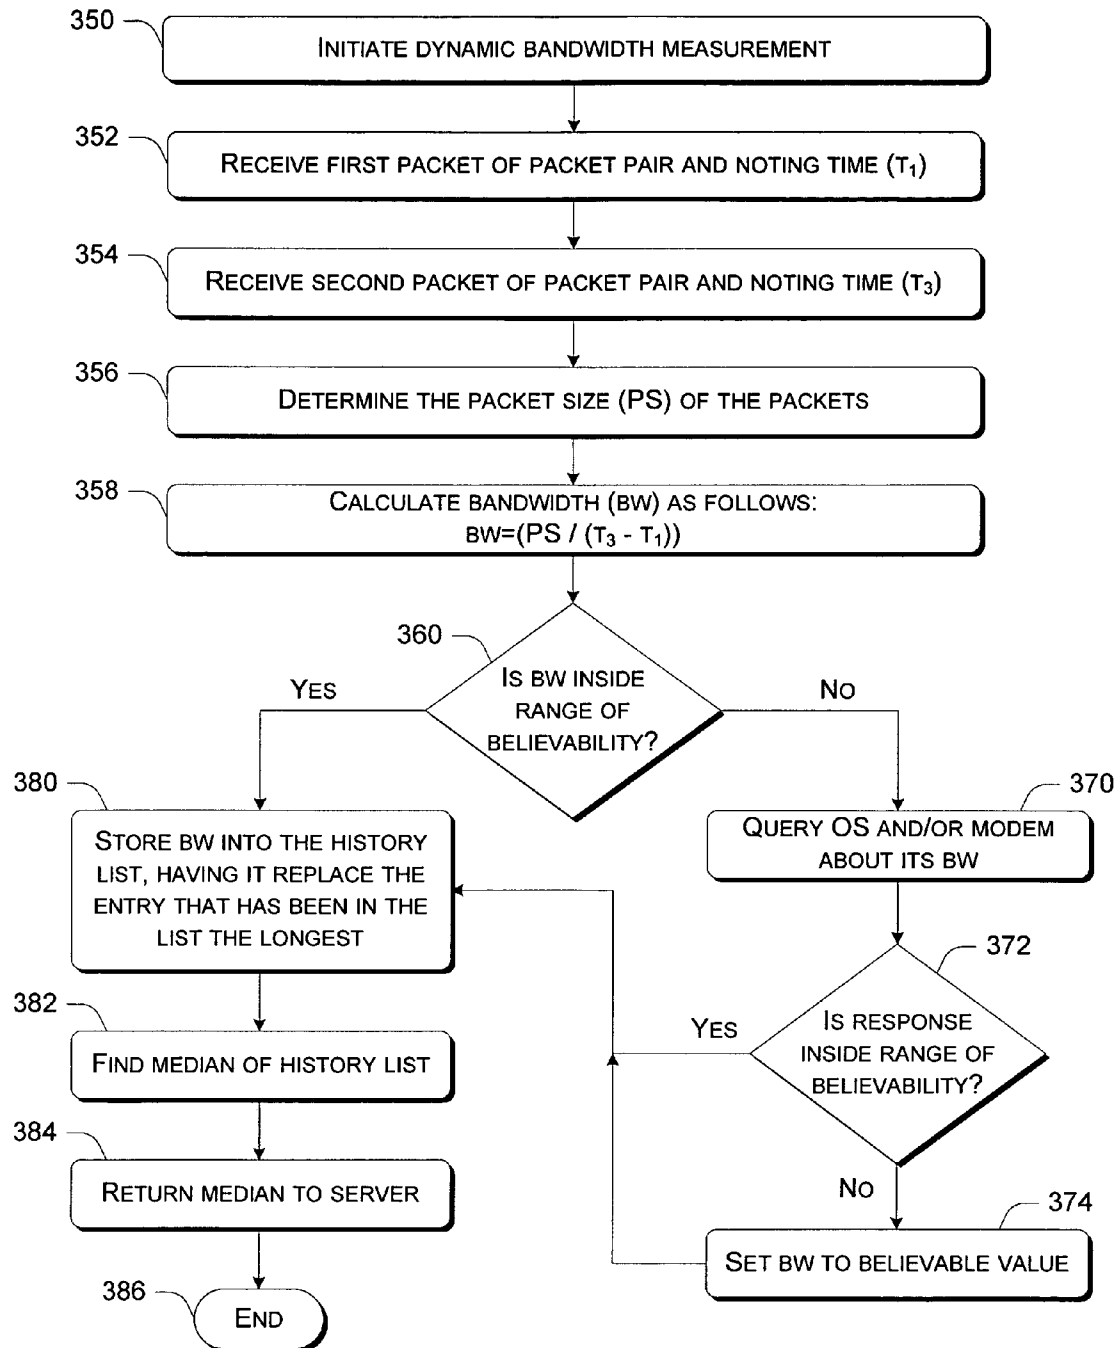 350
INITIATE DYNAMIC BANDWIDTH MEASUREMENT
352
RECEIVE FIRST PACKET OF PACKET PAIR AND NOTING TIME (T₁)
354
RECEIVE SECOND PACKET OF PACKET PAIR AND NOTING TIME (T₃)
356
DETERMINE THE PACKET SIZE (PS) OF THE PACKETS
358
CALCULATE BANDWIDTH (BW) AS FOLLOWS:
BW=(PS / (T₃ - T₁))
360
IS BW INSIDE
RANGE OF
BELIEVABILITY?
YES
NO
380
STORE BW INTO THE HISTORY
LIST, HAVING IT REPLACE THE
ENTRY THAT HAS BEEN IN THE
LIST THE LONGEST
370
QUERY OS AND/OR MODEM
ABOUT ITS BW
372
IS RESPONSE
INSIDE RANGE OF
BELIEVABILITY?
YES
NO
374
SET BW TO BELIEVABLE VALUE
382
FIND MEDIAN OF HISTORY LIST
384
RETURN MEDIAN TO SERVER
386
END